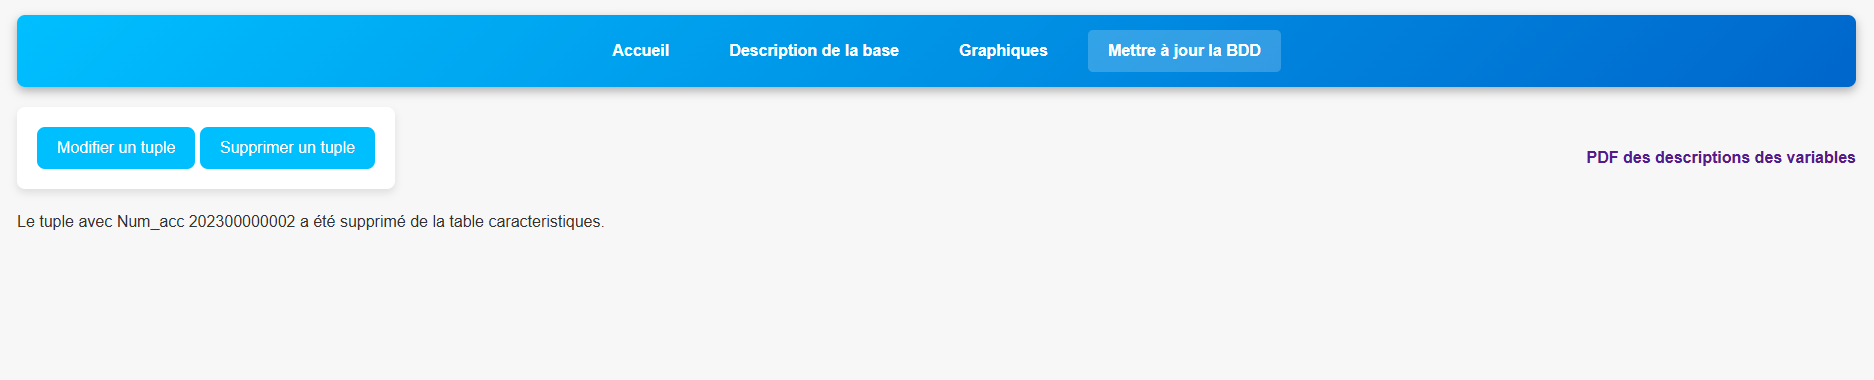 Accueil Description de la base Graphiques Mettre à jour la BDD
Modifier un tuple Supprimer un tuple
PDF des descriptions des variables
Le tuple avec Num_acc 202300000002 a été supprimé de la table caracteristiques.